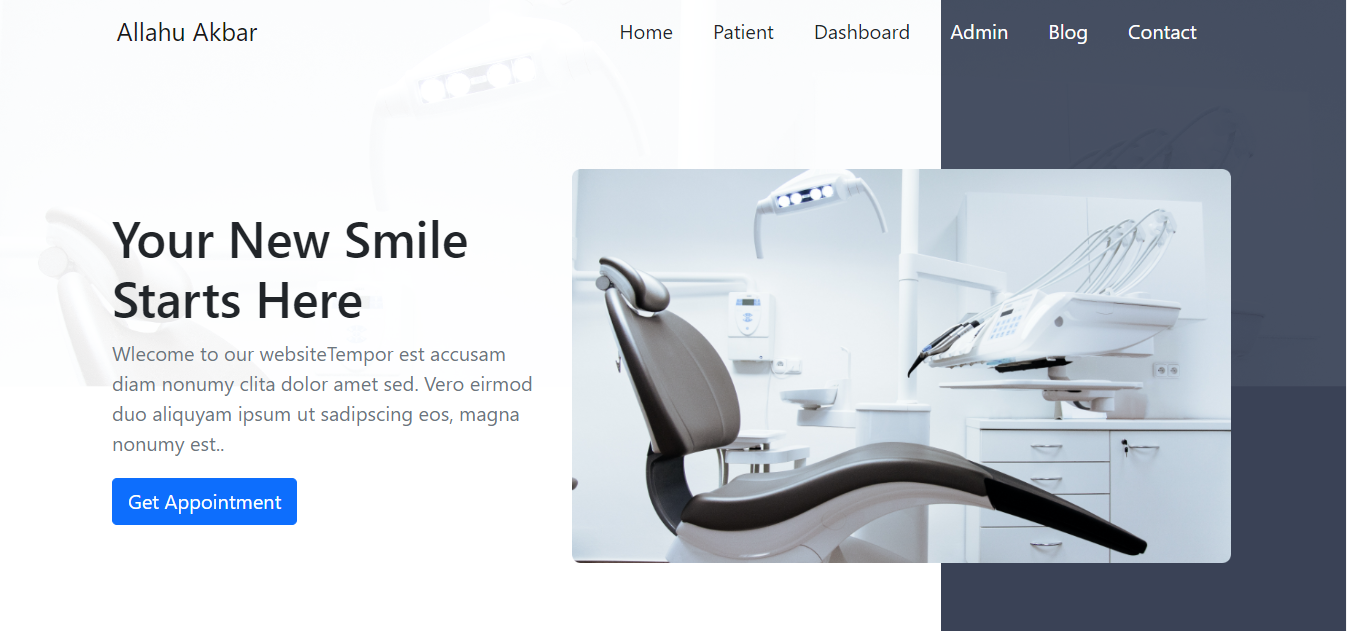 Allahu Akbar
Home Patient Dashboard Admin Blog Contact
Your New Smile
Starts Here
Wlecome to our websiteTempor est accusam
diam nonumy clita dolor amet sed. Vero eirmod
duo aliquyam ipsum ut sadipscing eos, magna
nonumy est..
Get Appointment